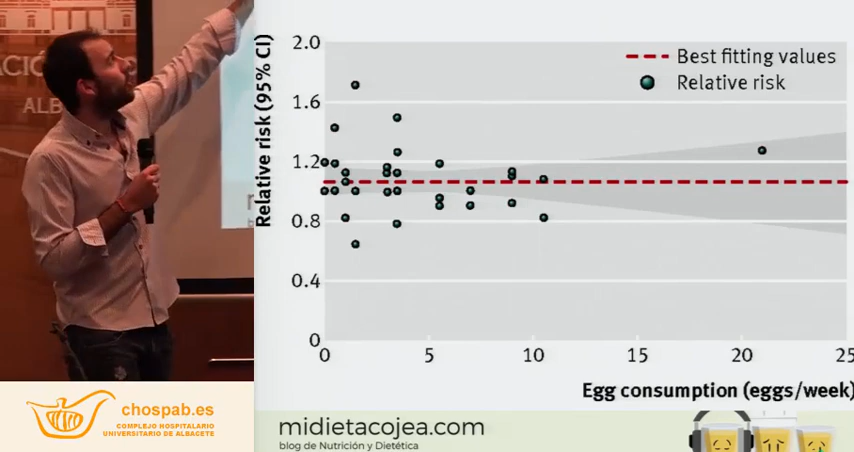 ACIÓ
ALB
Relative risk (95% CI)
2.0
1.6
1.2
0.8
0.4
0
Best fitting values
Relative risk
0
5
10
15
20
25
Egg consumption (eggs/week)
chospab.es
COMPLEJO HOSPITALARIO
UNIVERSITARIO DE ALBACETE
midietacojea.com
blog de Nutrición y Dietética